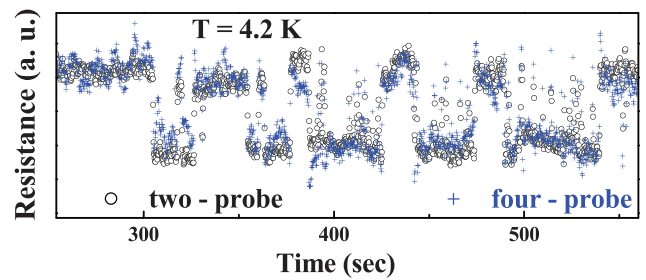 T = 4.2 K
Resistance (a. u.)
two - probe
four - probe
300
400
500
Time (sec)